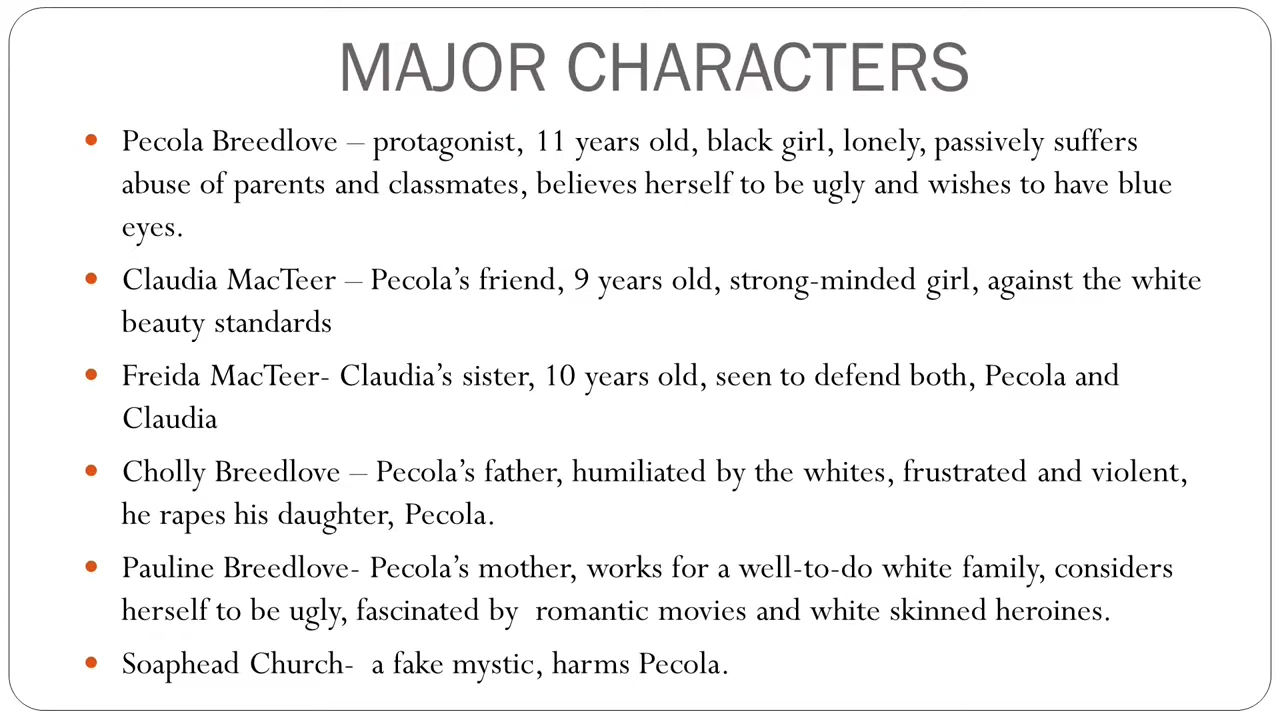 MAJOR CHARACTERS
• Pecola Breedlove – protagonist, 11 years old, black girl, lonely, passively suffers
abuse of parents and classmates, believes herself to be ugly and wishes to have blue
eyes.
• Claudia MacTeer – Pecola’s friend, 9 years old, strong-minded girl, against the white
beauty standards
• Freida MacTeer- Claudia’s sister, 10 years old, seen to defend both, Pecola and
Claudia
• Cholly Breedlove – Pecola’s father, humiliated by the whites, frustrated and violent,
he rapes his daughter, Pecola.
• Pauline Breedlove- Pecola’s mother, works for a well-to-do white family, considers
herself to be ugly, fascinated by  romantic movies and white skinned heroines.
• Soaphead Church-  a fake mystic, harms Pecola.